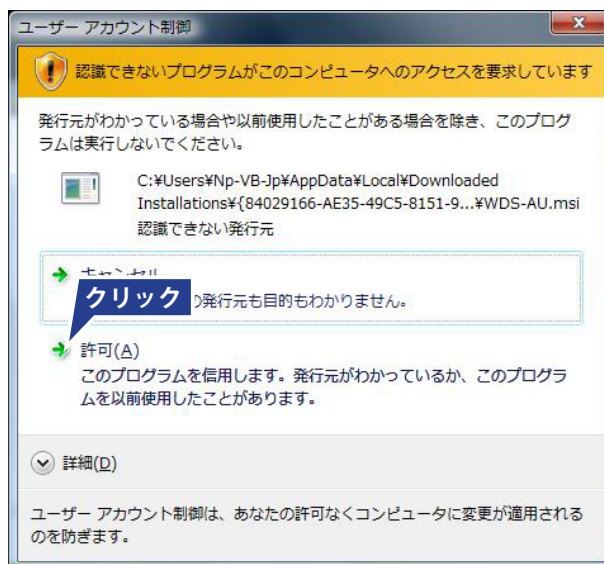 ユーザー アカウント制御
認識できないプログラムがこのコンピュータへのアクセスを要求しています
発行元がわかっている場合や以前使用したことがある場合を除き、このプログ
ラムは実行しないでください。
C:¥Users¥Np-VB-Jp¥AppData¥Local¥Downloaded
Installations¥{84029166-AE35-49C5-8151-9...¥WDS-AU.msi
認識できない発行元
キャンセル
クリック
の発行元も目的もわかりません。
許可(A)
このプログラムを信用します。発行元がわかっているか、このプログラ
ムを以前使用したことがあります。
詳細(D)
ユーザー アカウント制御は、あなたの許可なくコンピュータに変更が適用される
のを防ぎます。